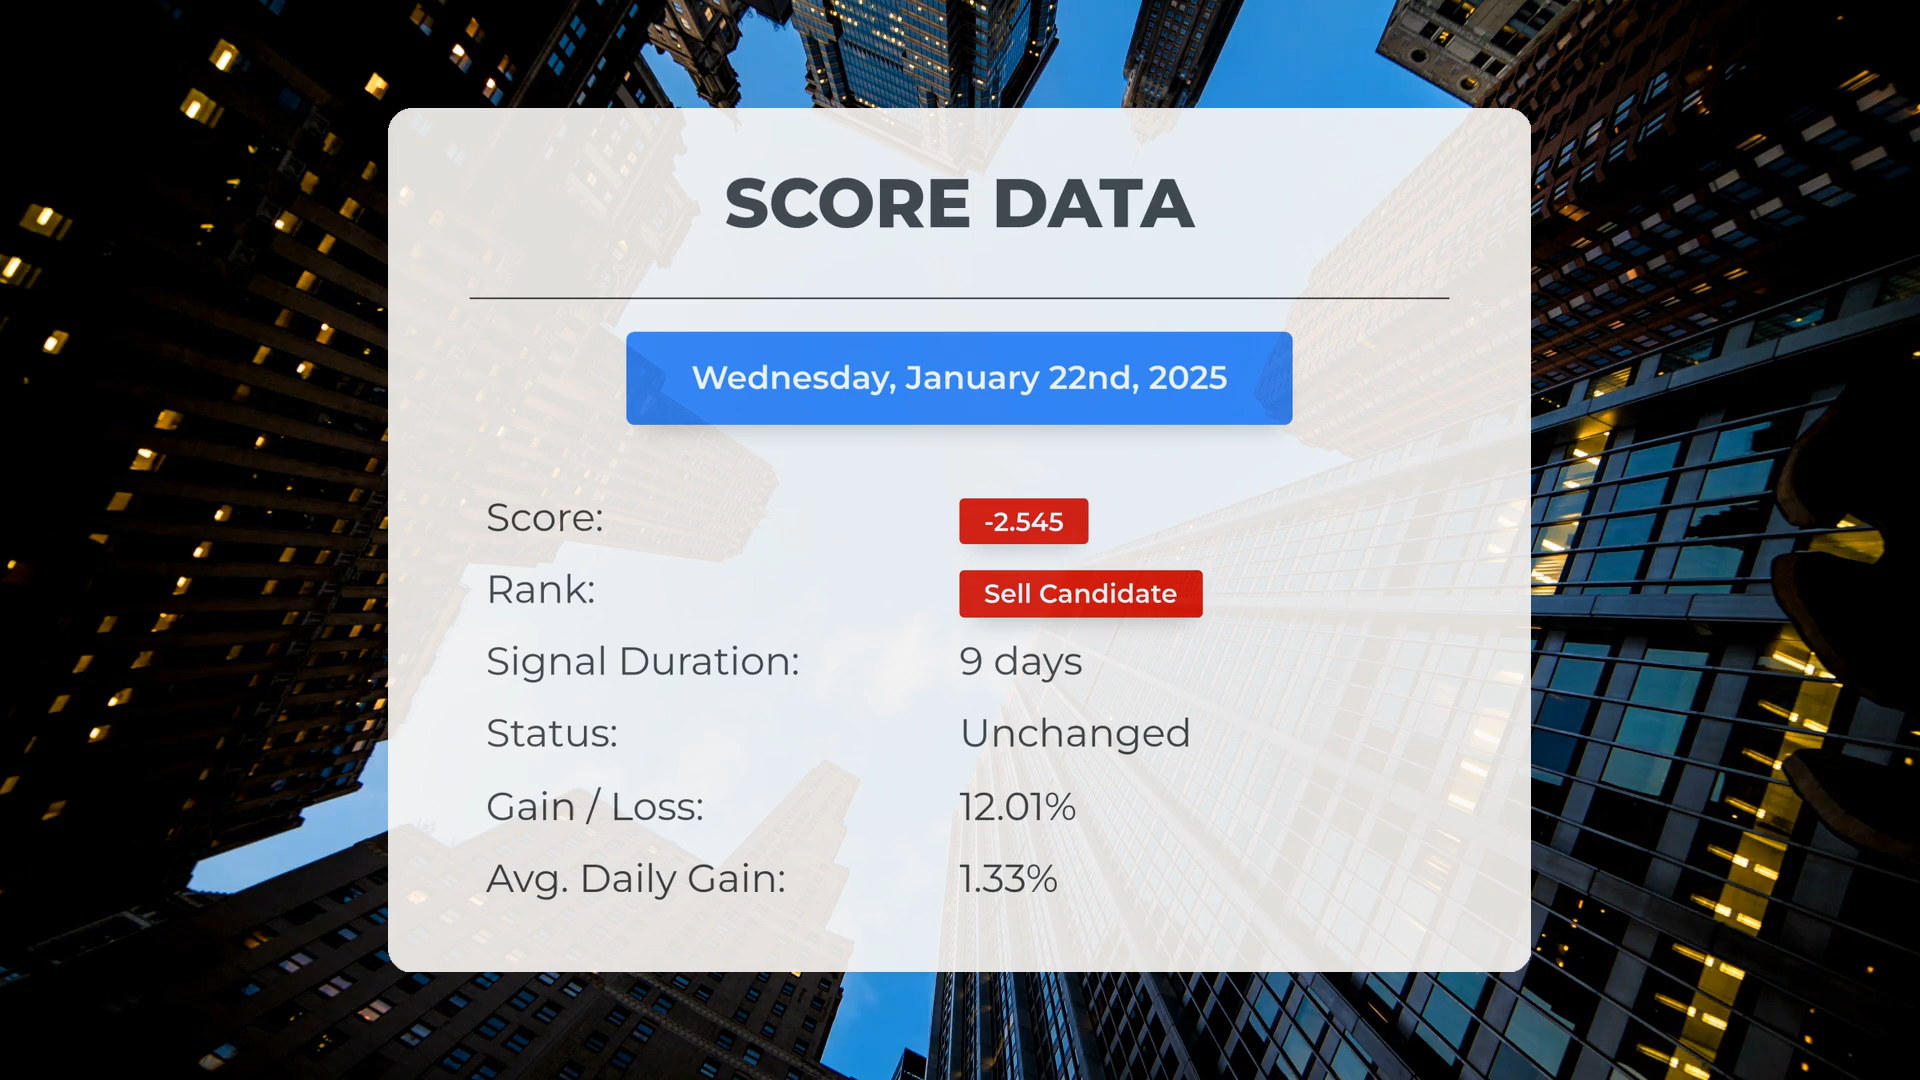 SCORE DATA
Wednesday, January 22nd, 2025
Score: -2.545
Rank: Sell Candidate
Signal Duration: 9 days
Status: Unchanged
Gain / Loss: 12.01%
Avg. Daily Gain: 1.33%